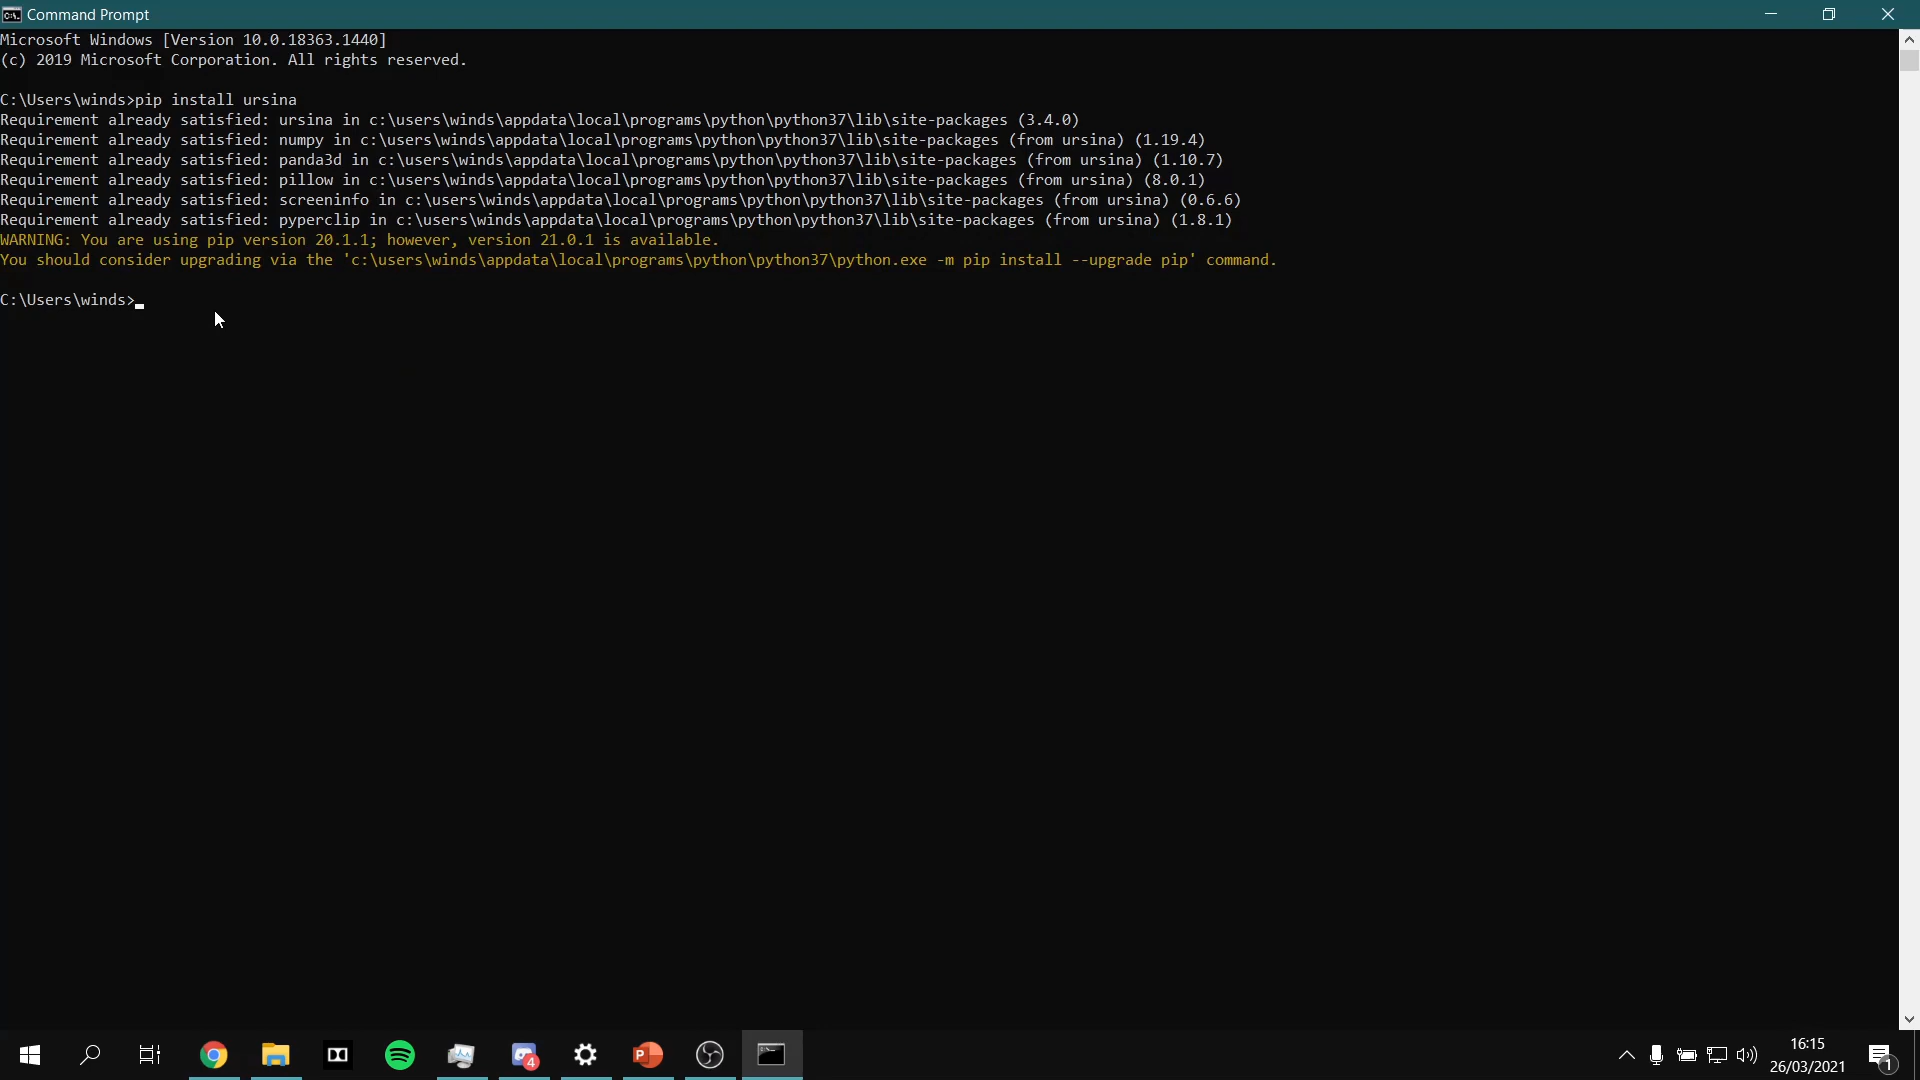 Command Prompt
Microsoft Windows [Version 10.0.18363.1440]
(c) 2019 Microsoft Corporation. All rights reserved.
C:\Users\winds>pip install ursina
Requirement already satisfied: ursina in c:\users\winds\appdata\local\programs\python\python37\lib\site-packages (3.4.0)
Requirement already satisfied: numpy in c:\users\winds\appdata\local\programs\python\python37\lib\site-packages (from ursina) (1.19.4)
Requirement already satisfied: panda3d in c:\users\winds\appdata\local\programs\python\python37\lib\site-packages (from ursina) (1.10.7)
Requirement already satisfied: pillow in c:\users\winds\appdata\local\programs\python\python37\lib\site-packages (from ursina) (8.0.1)
Requirement already satisfied: screeninfo in c:\users\winds\appdata\local\programs\python\python37\lib\site-packages (from ursina) (0.6.6)
Requirement already satisfied: pyperclip in c:\users\winds\appdata\local\programs\python\python37\lib\site-packages (from ursina) (1.8.1)
WARNING: You are using pip version 20.1.1; however, version 21.0.1 is available.
You should consider upgrading via the 'c:\users\winds\appdata\local\programs\python\python37\python.exe -m pip install --upgrade pip' command.
C:\Users\winds>
4
P
16:15
26/03/2021
1